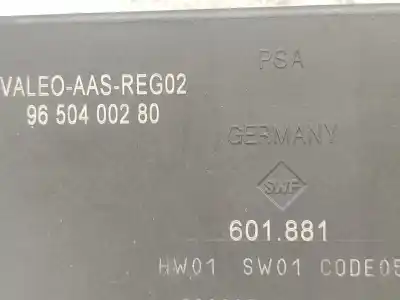 VALEO-AAS-REG02
96 504 002 80
PSA
GERMANY
SWF
601.881
HW01 SW01 CODE05